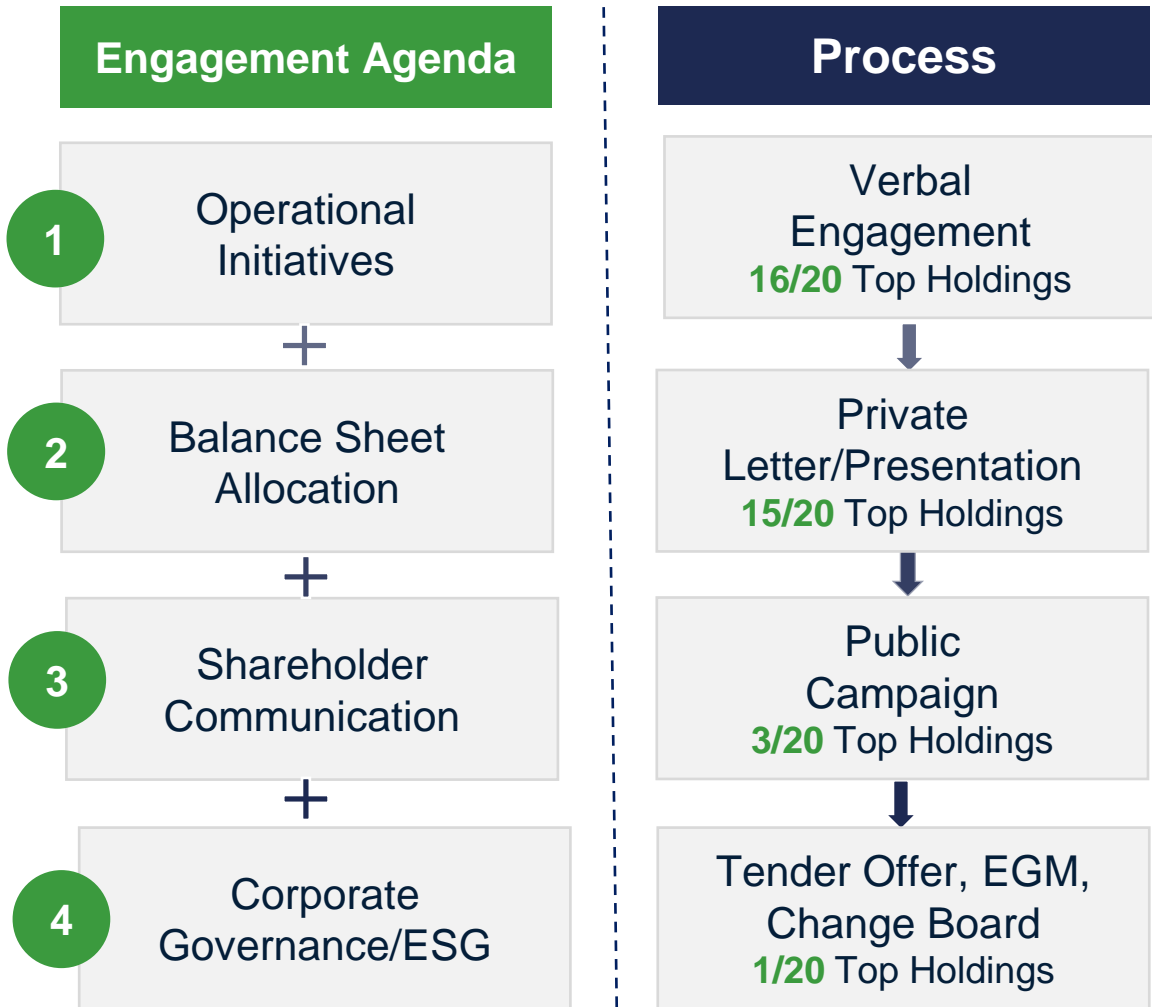 Engagement Agenda
1
Operational
Initiatives
+
2
Balance Sheet
Allocation
+
3
Shareholder
Communication
+
4
Corporate
Governance/ESG
Process
Verbal
Engagement
16/20 Top Holdings
Private
Letter/Presentation
15/20 Top Holdings
Public
Campaign
3/20 Top Holdings
Tender Offer, EGM,
Change Board
1/20 Top Holdings